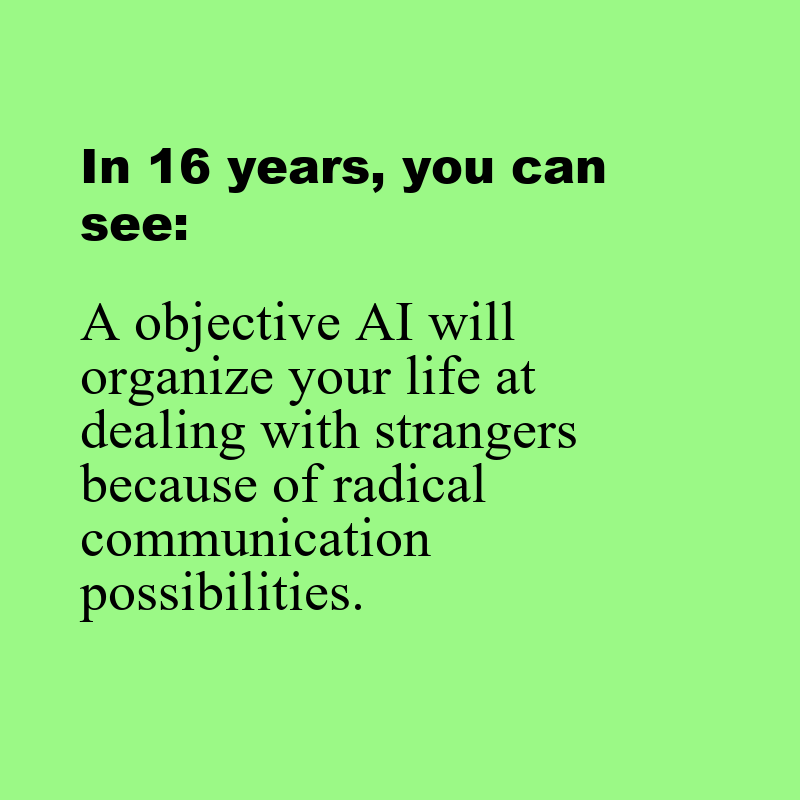 In 16 years, you can
see:
A objective AI will
organize your life at
dealing with strangers
because of radical
communication
possibilities.